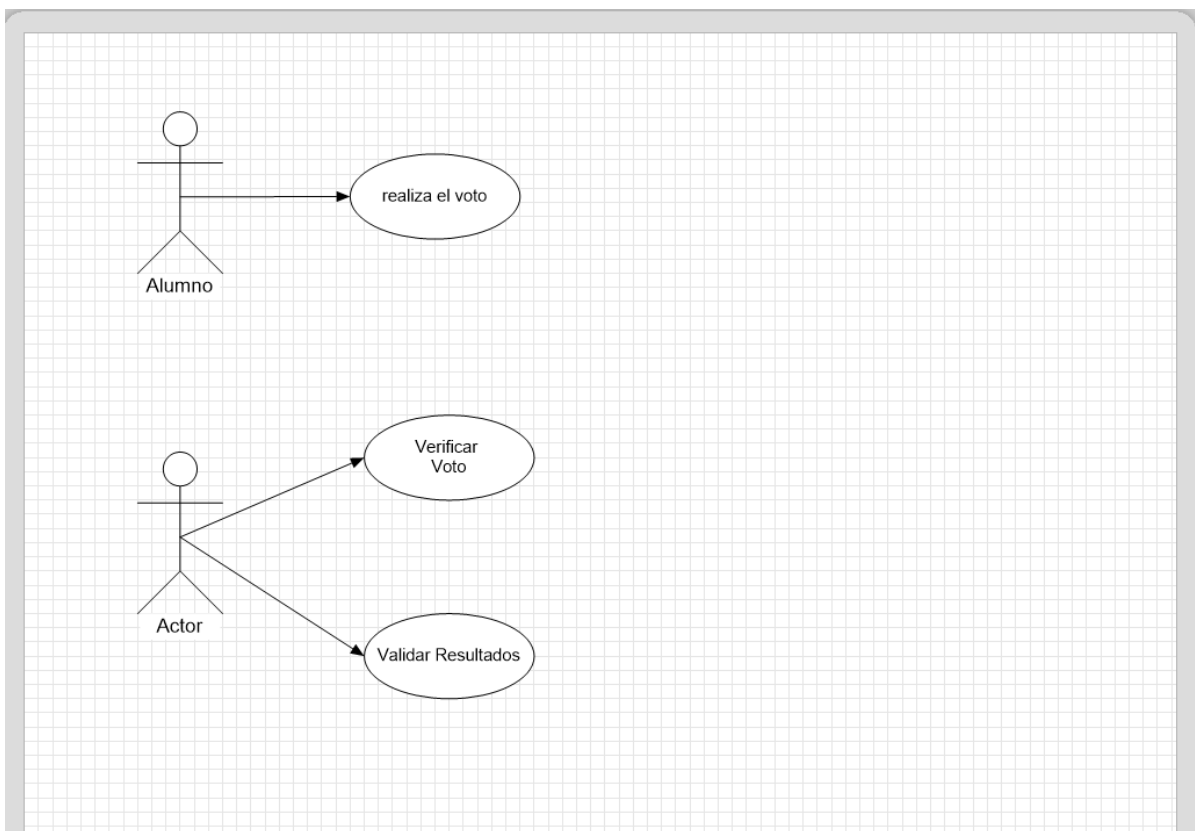 realiza el voto
Alumno
Verificar
Voto
Actor
Validar Resultados